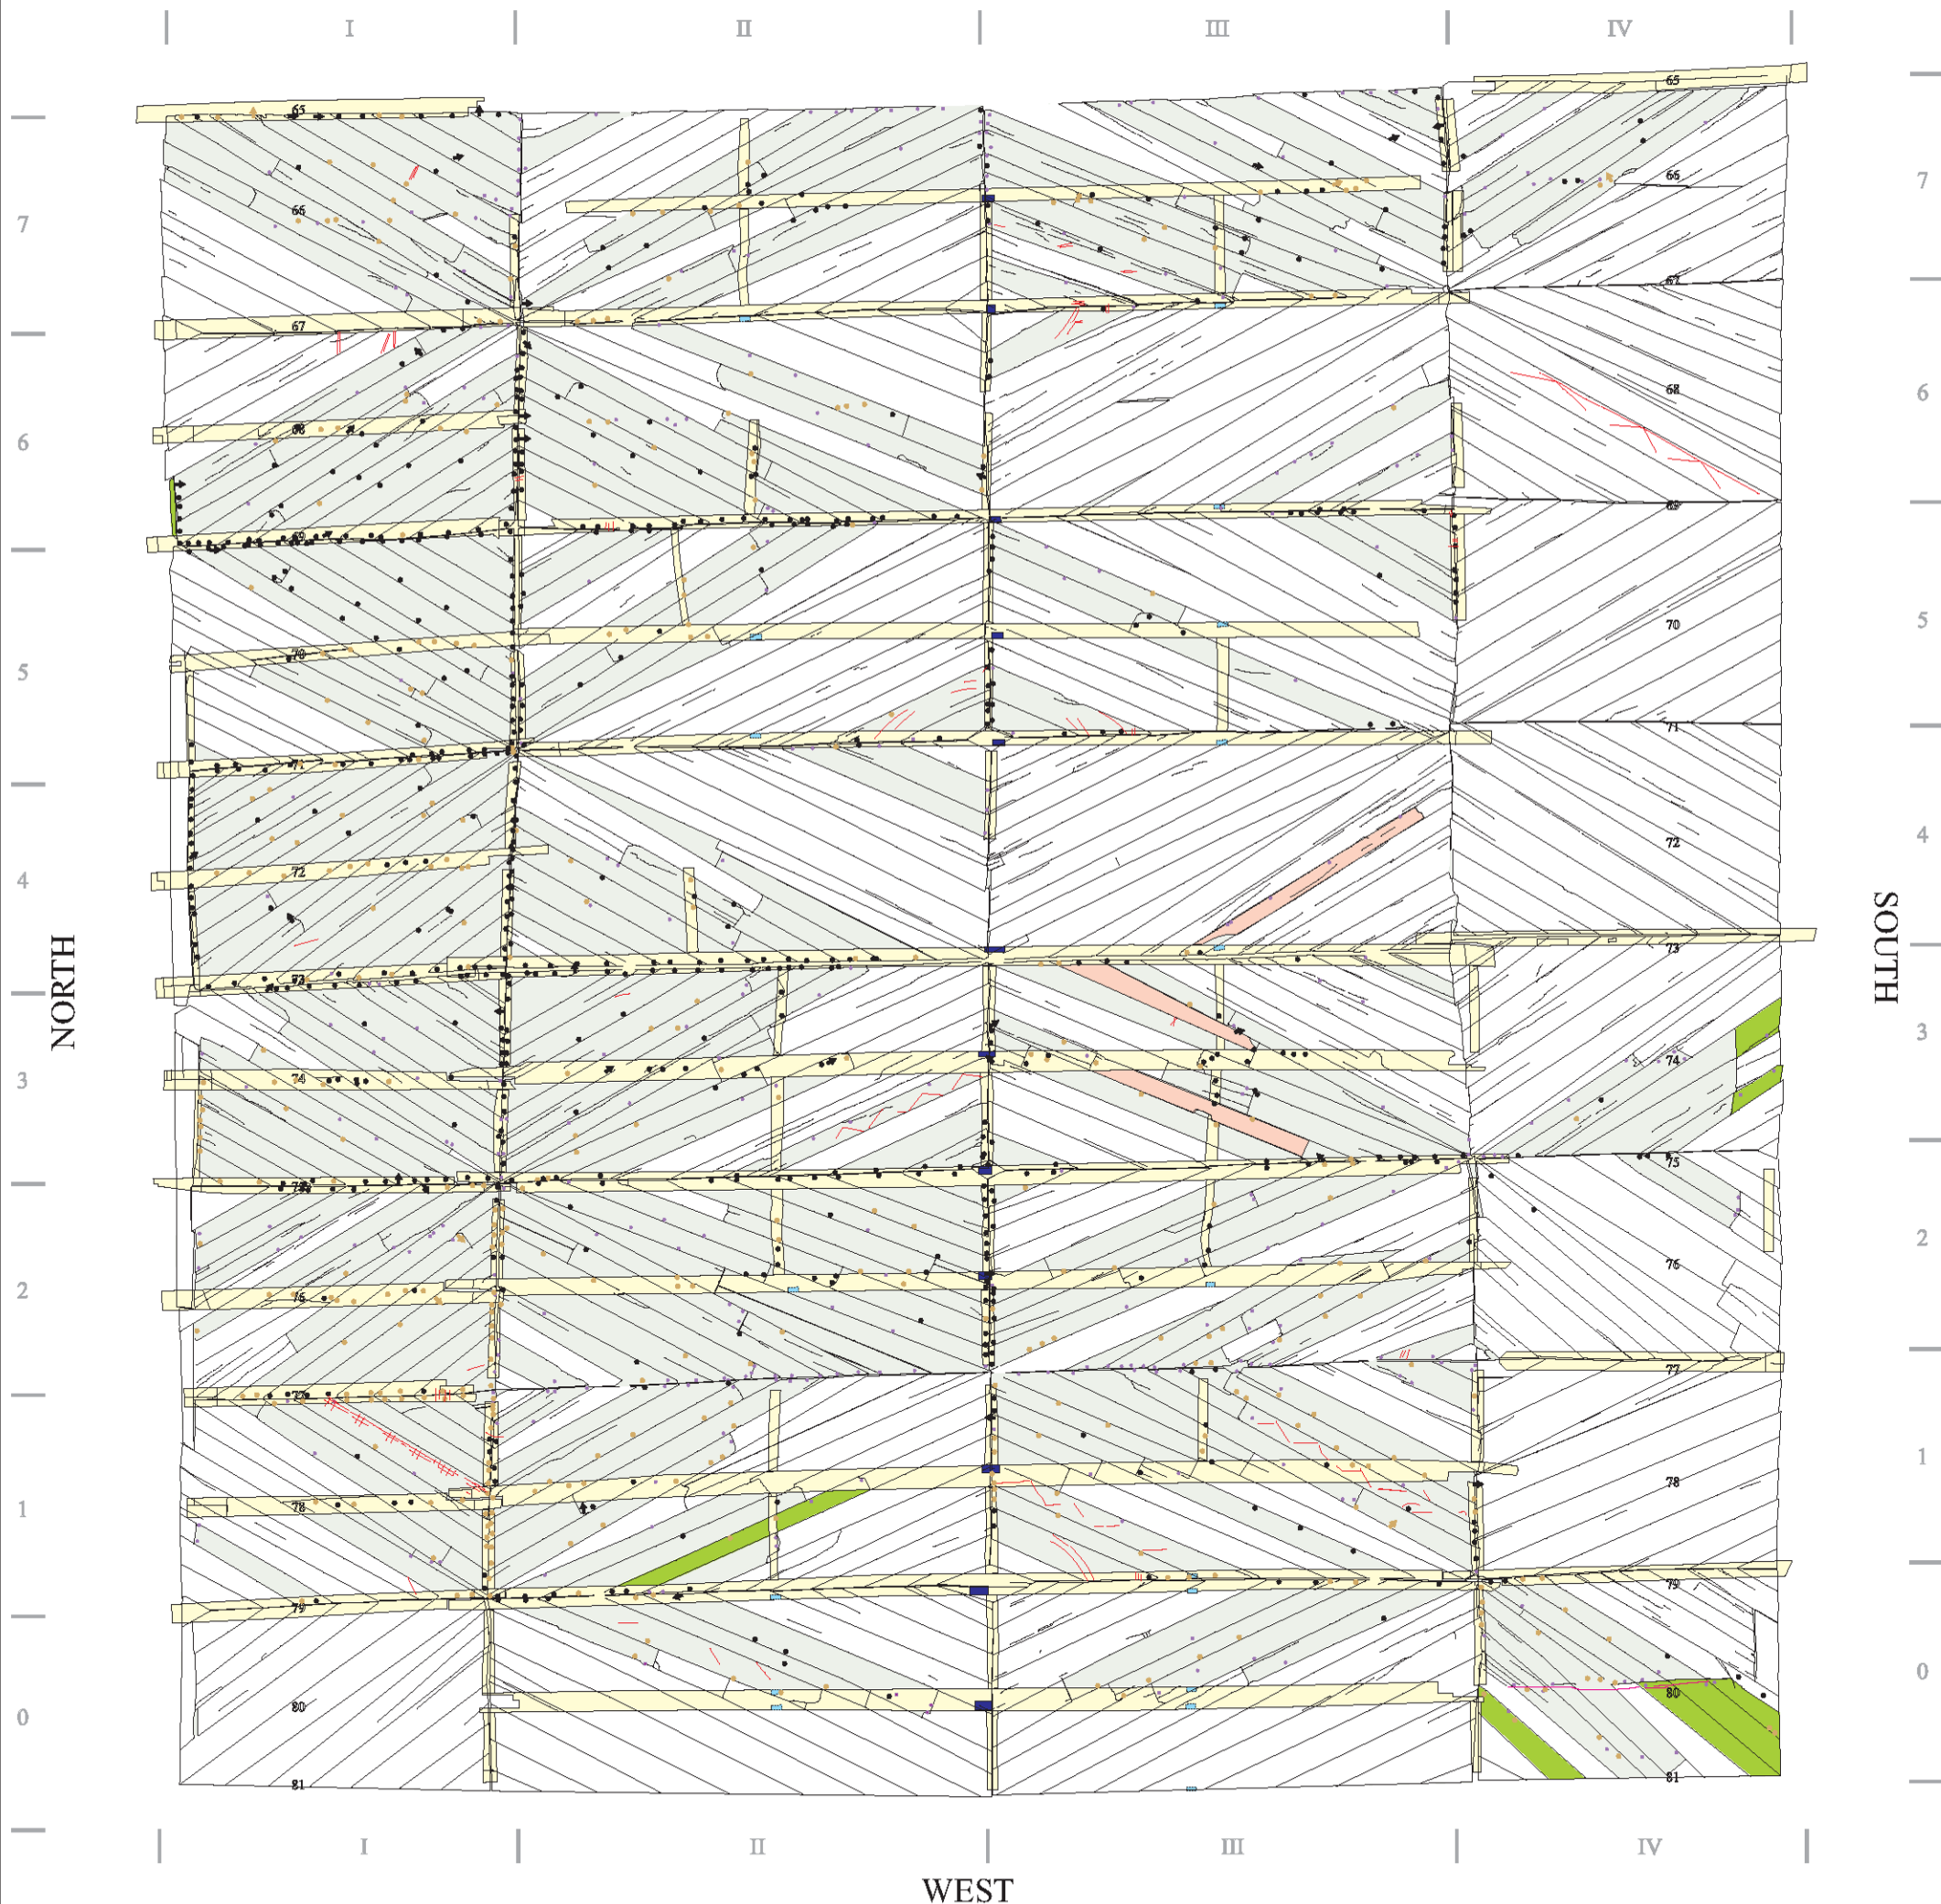 I II III IV
65 65
7 66 66 7
67 67
6 68 68 6
69 69
5 70 70 5
71 71
4 72 72 4
NORTH 73 73 SOUTH
3 74 74 3
75 75
2 76 76 2
77 77
1 78 78 1
79 79
0 80 80 0
81 81
I II III IV
WEST